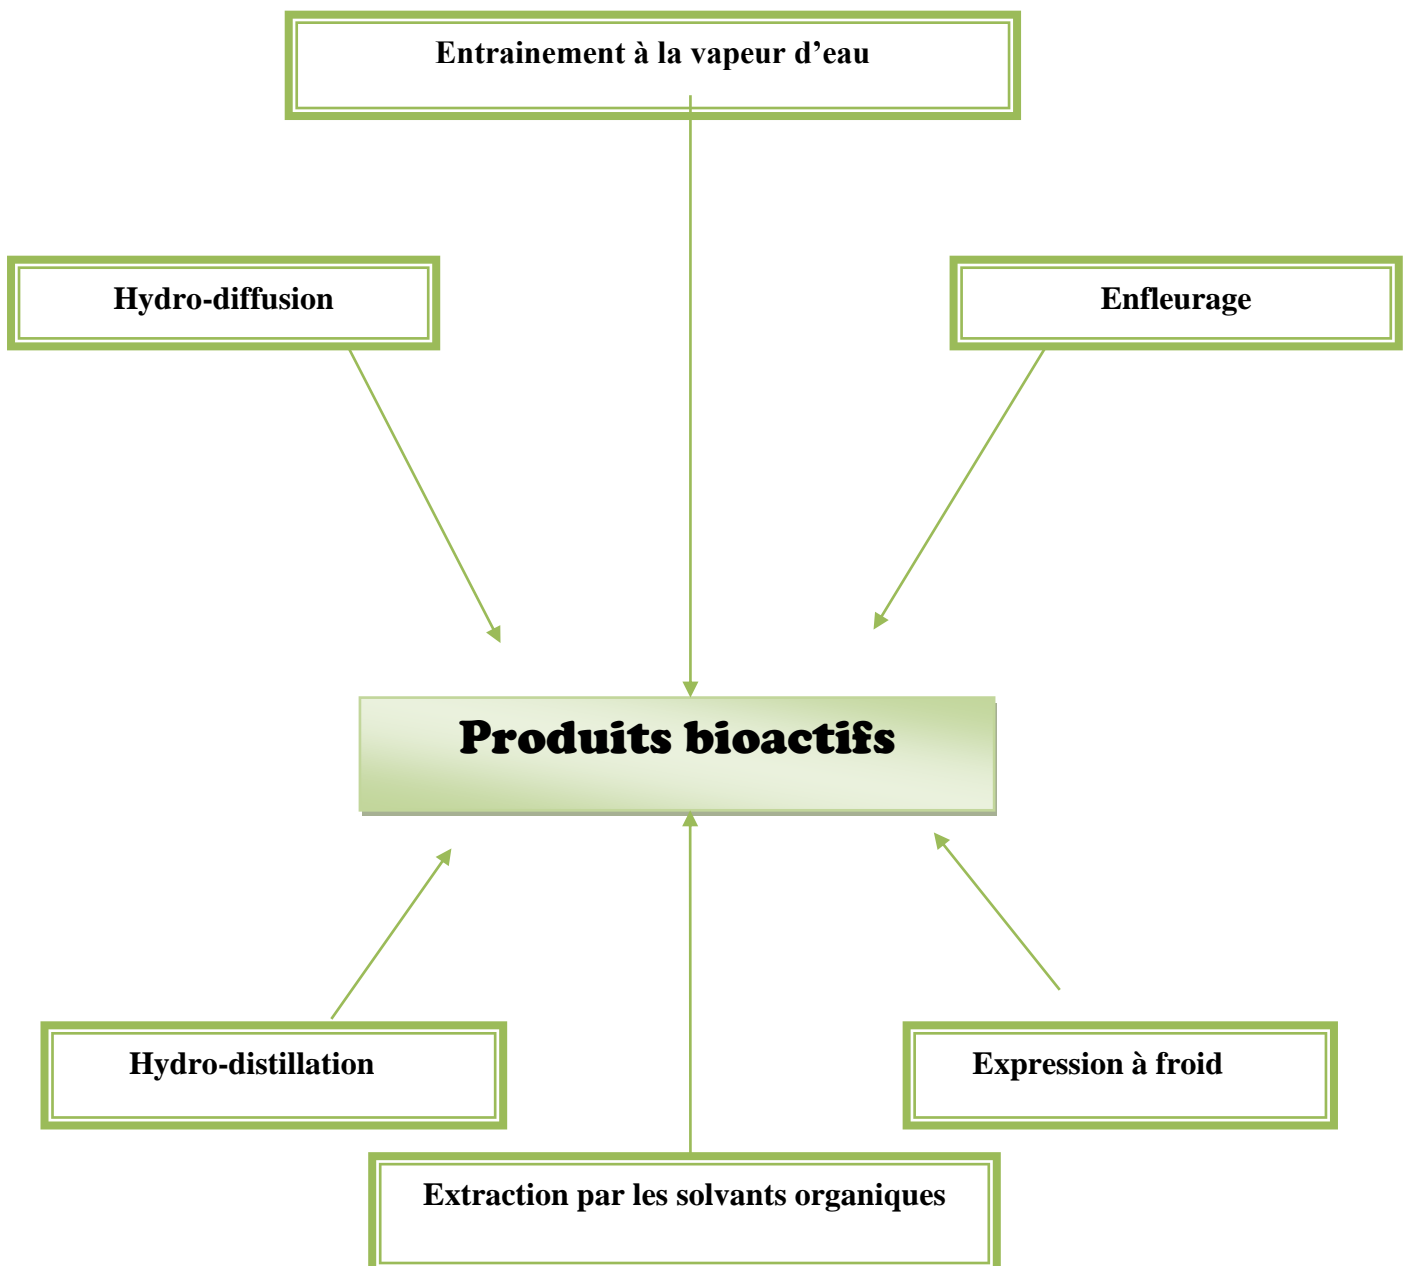 Entrainement à la vapeur d’eau
Hydro-diffusion
Enfleurage
Produits bioactifs
Hydro-distillation
Expression à froid
Extraction par les solvants organiques